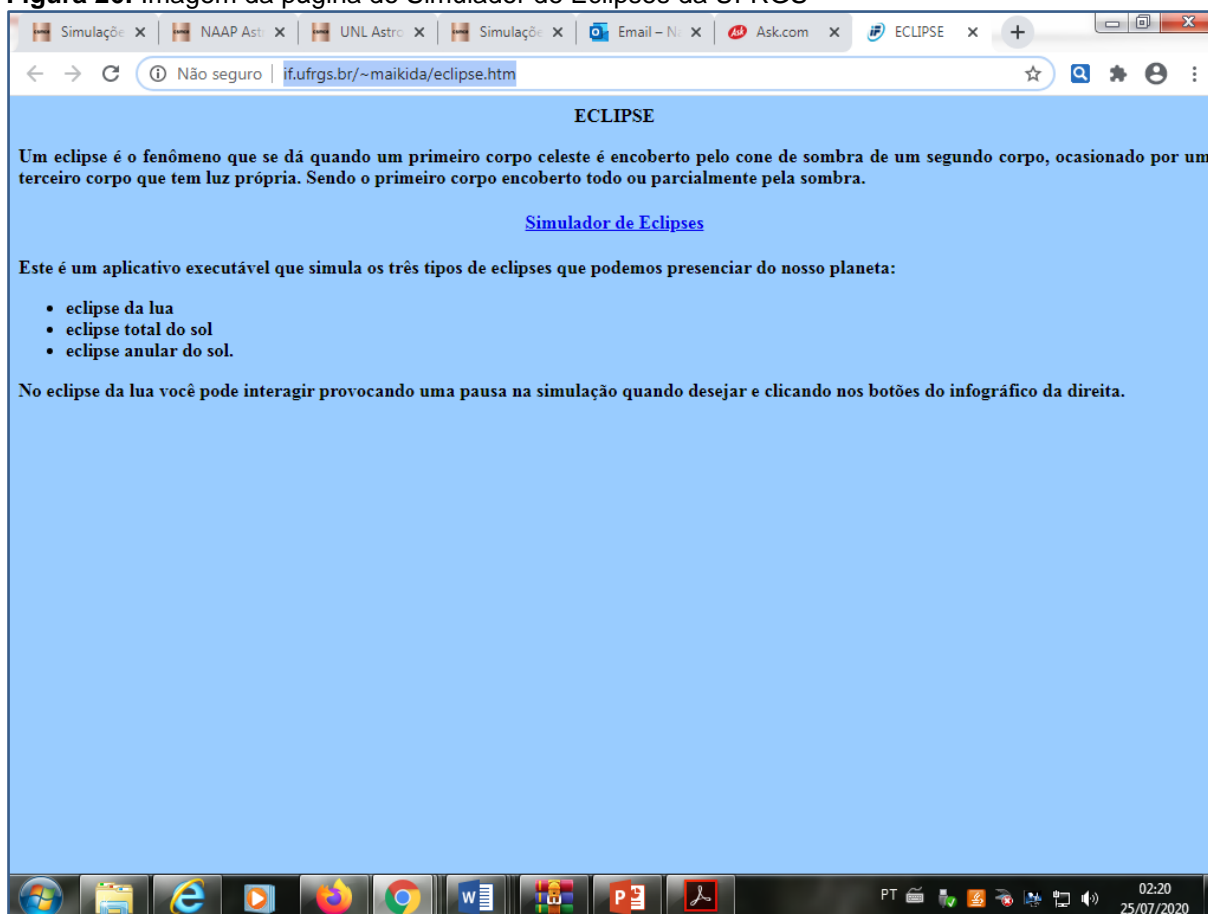 Simulaçõe
NAAP Ast
UNL Astro
Simulaçõe
Email – N
Ask.com
ECLIPSE
Não seguro | if.ufrgs.br/~maikida/eclipse.htm
ECLIPSE
Um eclipse é o fenômeno que se dá quando um primeiro corpo celeste é encoberto pelo cone de sombra de um segundo corpo, ocasionado por um
terceiro corpo que tem luz própria. Sendo o primeiro corpo encoberto todo ou parcialmente pela sombra.
Simulador de Eclipses
Este é um aplicativo executável que simula os três tipos de eclipses que podemos presenciar do nosso planeta:
• eclipse da lua
• eclipse total do sol
• eclipse anular do sol.
No eclipse da lua você pode interagir provocando uma pausa na simulação quando desejar e clicando nos botões do infográfico da direita.
PT
02:20
25/07/2020